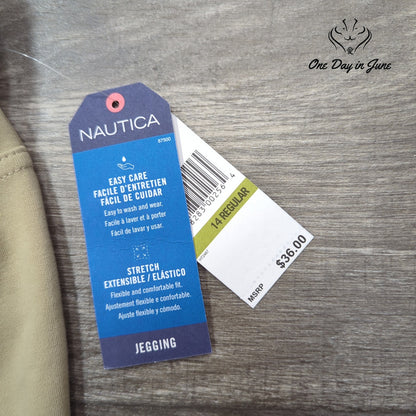 One Day in June
NAUTICA
67500
EASY CARE
FACILE D'ENTRETIEN
FÁCIL DE CUIDAR
Easy to wash and wear.
Facile à laver et à porter
Fácil de lavar y usar.
STRETCH
EXTENSIBLE / ELÁSTICO
Flexible and comfortable fit.
Ajustement flexible e confortable.
Ajuste flexible y cómodo.
JEGGING
14 REGULAR
MSRP
$36.00